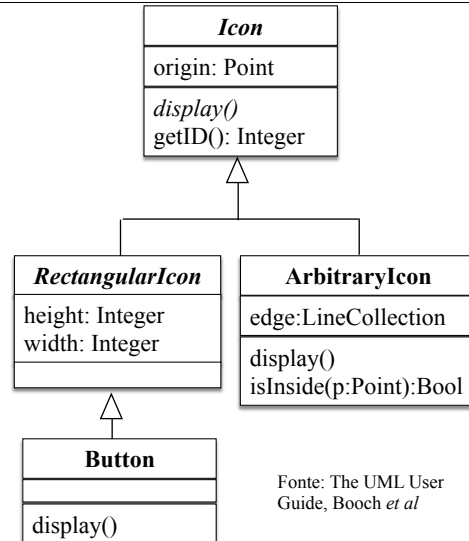 Icon
origin: Point
display()
getID(): Integer
RectangularIcon
height: Integer
width: Integer
ArbitraryIcon
edge:LineCollection
display()
isInside(p:Point):Bool
Button
display()
Fonte: The UML User
Guide, Booch et al